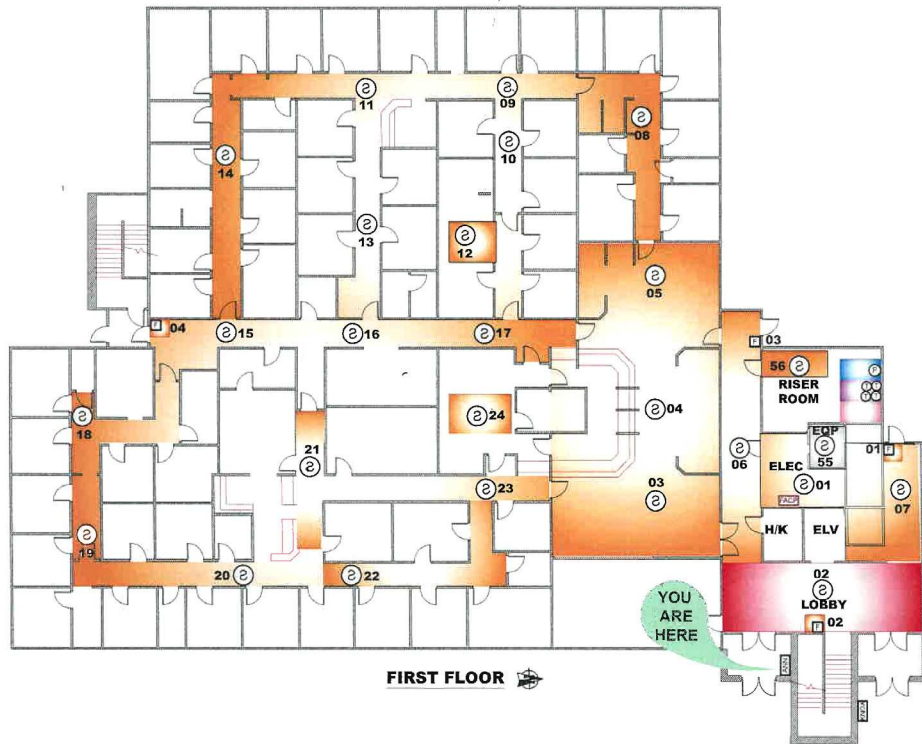 S 11
S 09
S 08
S 10
S 14
S 13
S 12
S 05
F 04
S 15
S 16
S 17
F 03
56 S
RISER
ROOM
F
T T
T T
S 18
S 24
S 04
21 S
EQP
S 55
01 F
S 06
ELEC
S 01
FACP
S 23
03 S
S 07
S 19
H/K
ELV
20 S
S 22
02
S
LOBBY
F 02
YOU
ARE
HERE
ANN
FIRST FLOOR